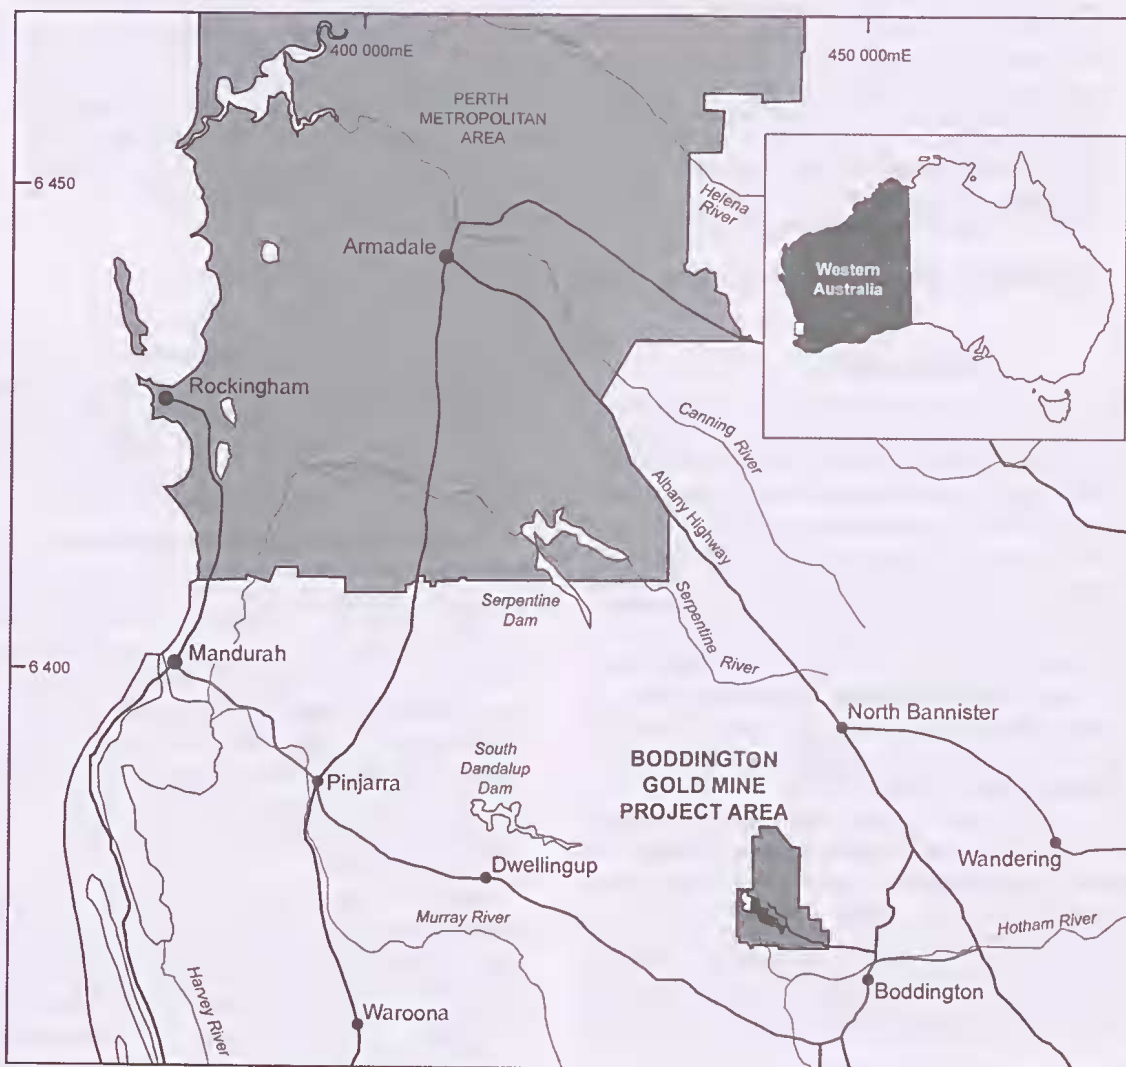 400 000mE
450 000mE
PERTH
METROPOLITAN
AREA
6 450
Helena
River
Armadale
Western
Australia
Rockingham
Canning River
Albany Highway
Serpentine
Dam
Serpentine River
Mandurah
6 400
North Bannister
South
Dandalup
Dam
BODDINGTON
GOLD MINE
PROJECT AREA
Pinjarra
Wandering
Dwellingup
Murray River
Hotham River
Harvey River
Boddington
Waroona